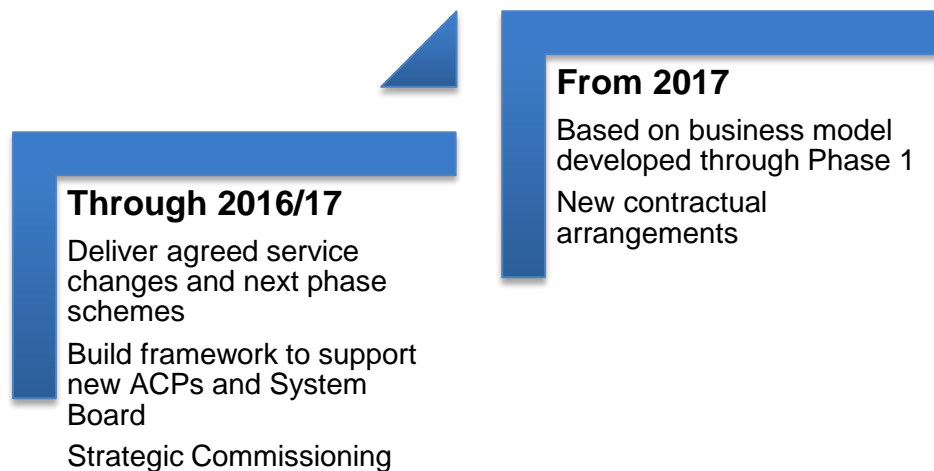 Through 2016/17
Deliver agreed service
changes and next phase
schemes
Build framework to support
new ACPs and System
Board
Strategic Commissioning
From 2017
Based on business model
developed through Phase 1
New contractual
arrangements